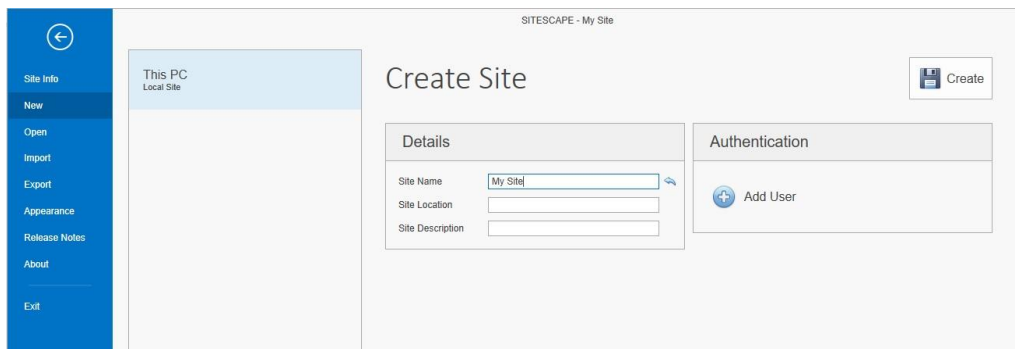 SITESCAPE - My Site
Site Info
New
Open
Import
Export
Appearance
Release Notes
About
Exit
This PC
Local Site
Create Site
Create
Details
Site Name
My Site
Site Location
Site Description
Authentication
Add User